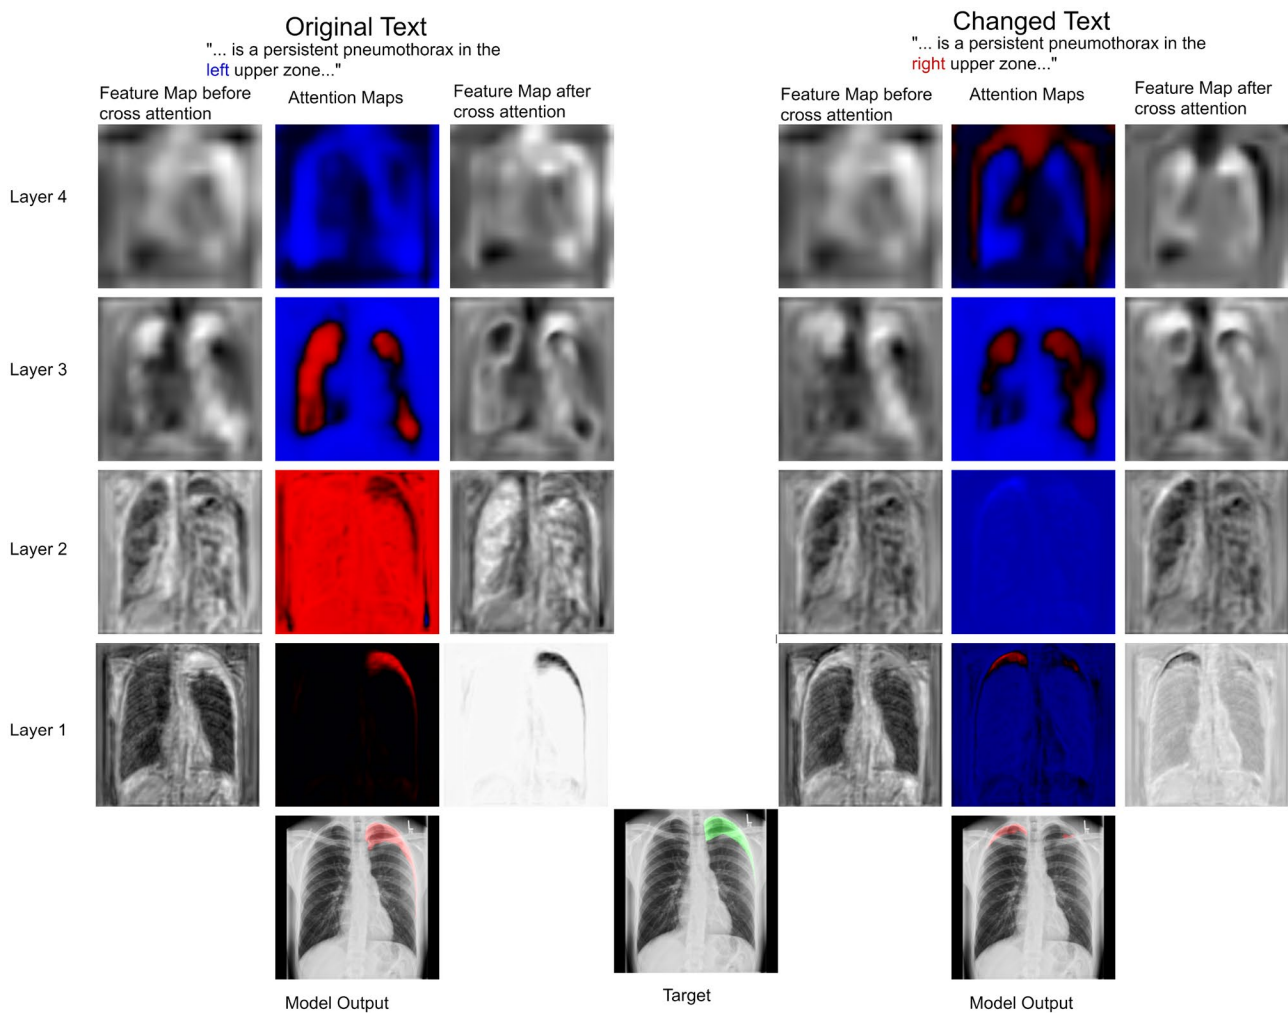 Original Text
"... is a persistent pneumothorax in the
left upper zone..."
Feature Map before
cross attention
Attention Maps
Feature Map after
cross attention
Changed Text
"... is a persistent pneumothorax in the
right upper zone..."
Feature Map before
cross attention
Attention Maps
Feature Map after
cross attention
Layer 4
Layer 3
Layer 2
Layer 1
L
L
L
Model Output
Target
Model Output